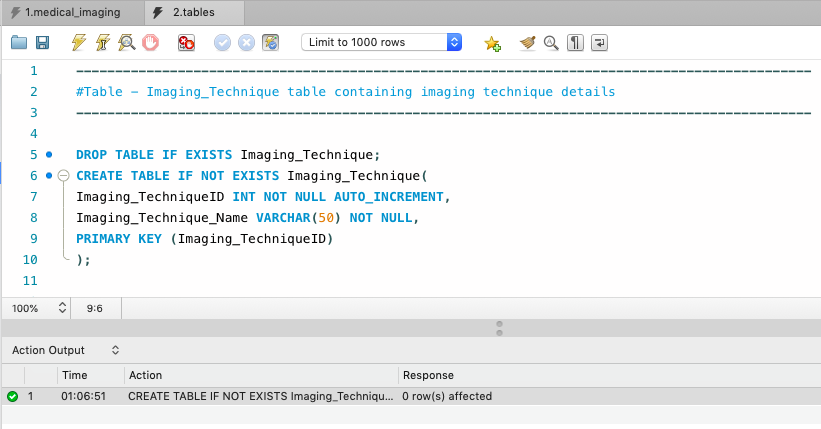 1.medical_imaging 2.tables
Limit to 1000 rows
1 ----------------------------------------------------------------------------------------------
2 #Table - Imaging_Technique table containing imaging technique details
3 ----------------------------------------------------------------------------------------------
4
5 DROP TABLE IF EXISTS Imaging_Technique;
6 CREATE TABLE IF NOT EXISTS Imaging_Technique(
7 Imaging_TechniqueID INT NOT NULL AUTO_INCREMENT,
8 Imaging_Technique_Name VARCHAR(50) NOT NULL,
9 PRIMARY KEY (Imaging_TechniqueID)
10 );
11
100% 9:6
Action Output
Time Action Response
1 01:06:51 CREATE TABLE IF NOT EXISTS Imaging_Techniqu... 0 row(s) affected